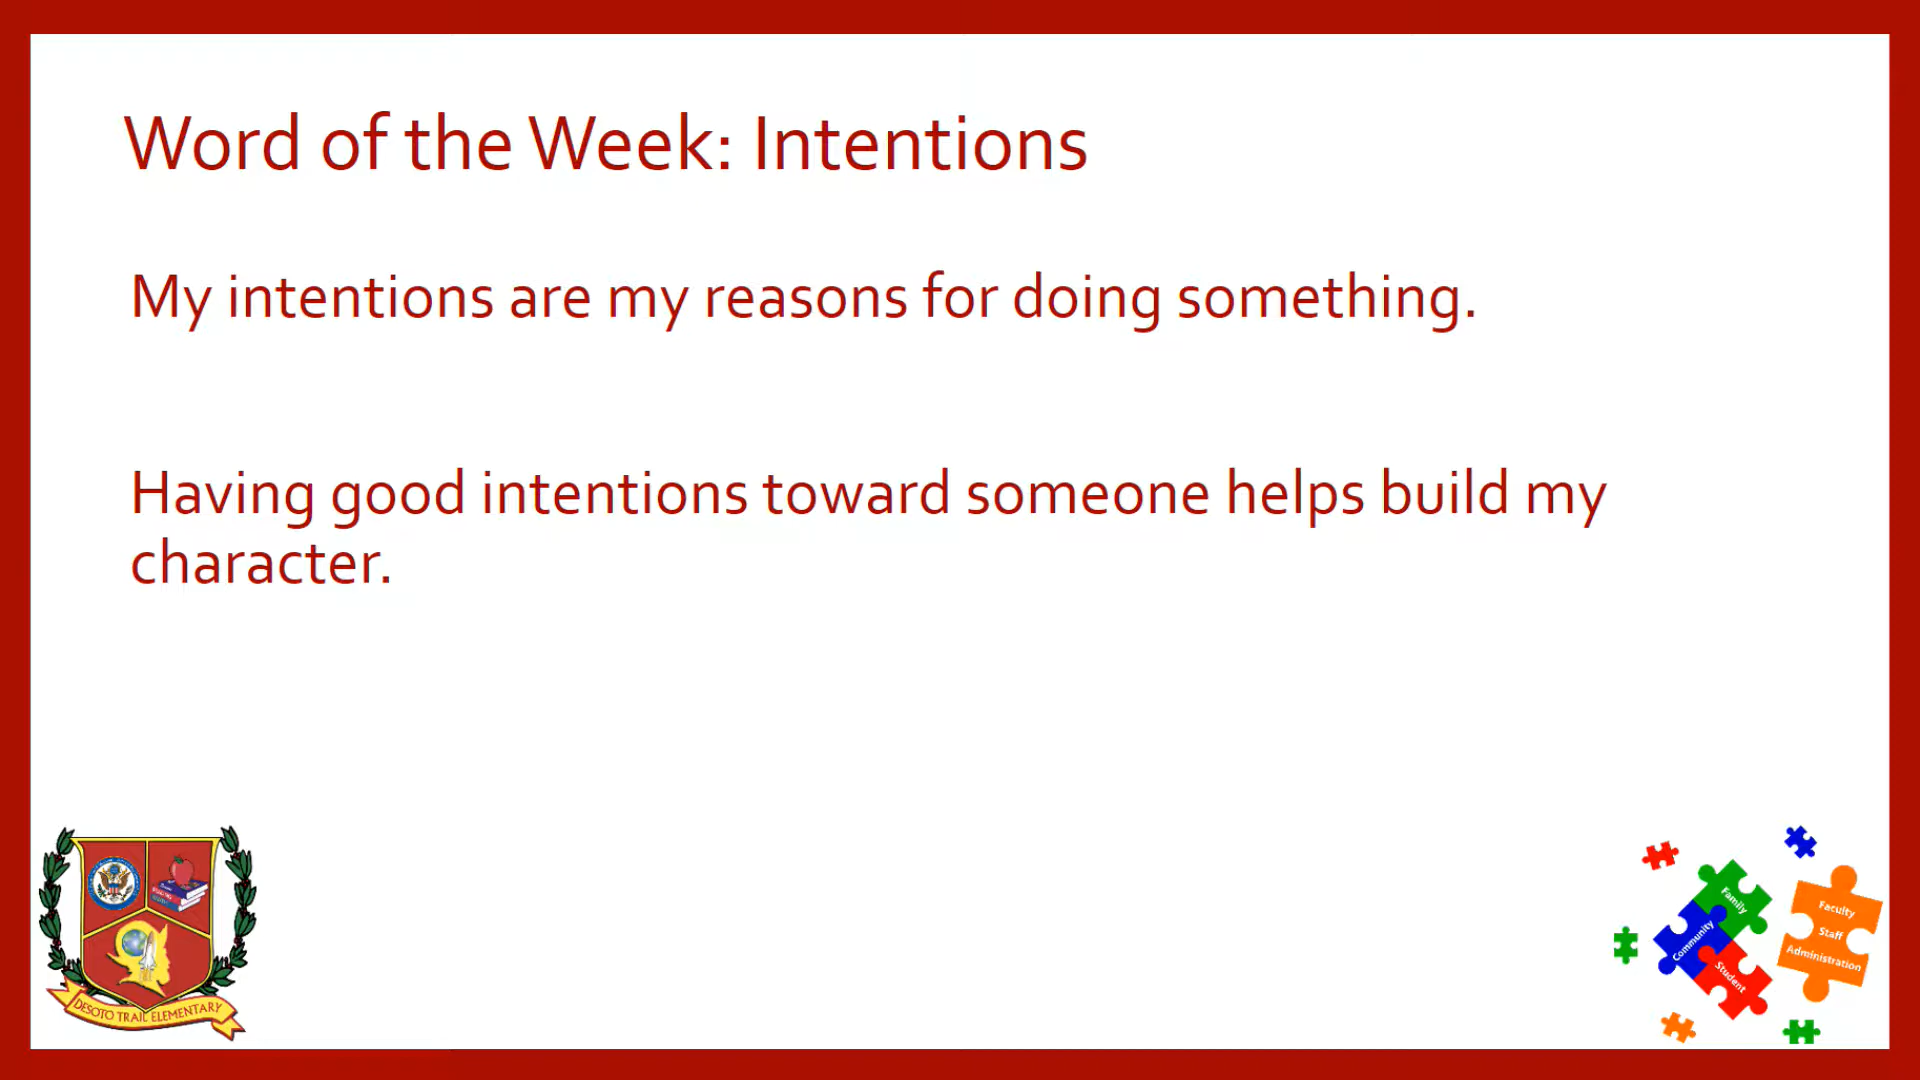 Word of the Week: Intentions
My intentions are my reasons for doing something.
Having good intentions toward someone helps build my
character.
DESOTO TRAIL ELEMENTARY
Family
Community
Student
Faculty
Staff
Administration